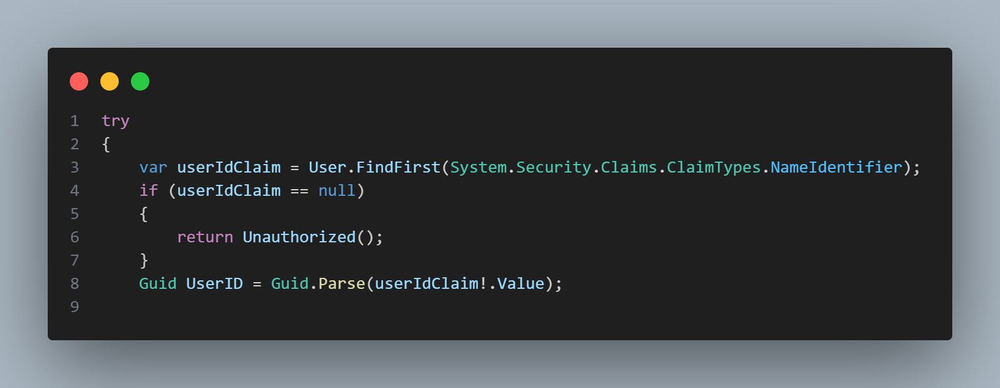 1 try
2 {
3     var userIdClaim = User.FindFirst(System.Security.Claims.ClaimTypes.NameIdentifier);
4     if (userIdClaim == null)
5     {
6         return Unauthorized();
7     }
8     Guid UserID = Guid.Parse(userIdClaim!.Value);
9